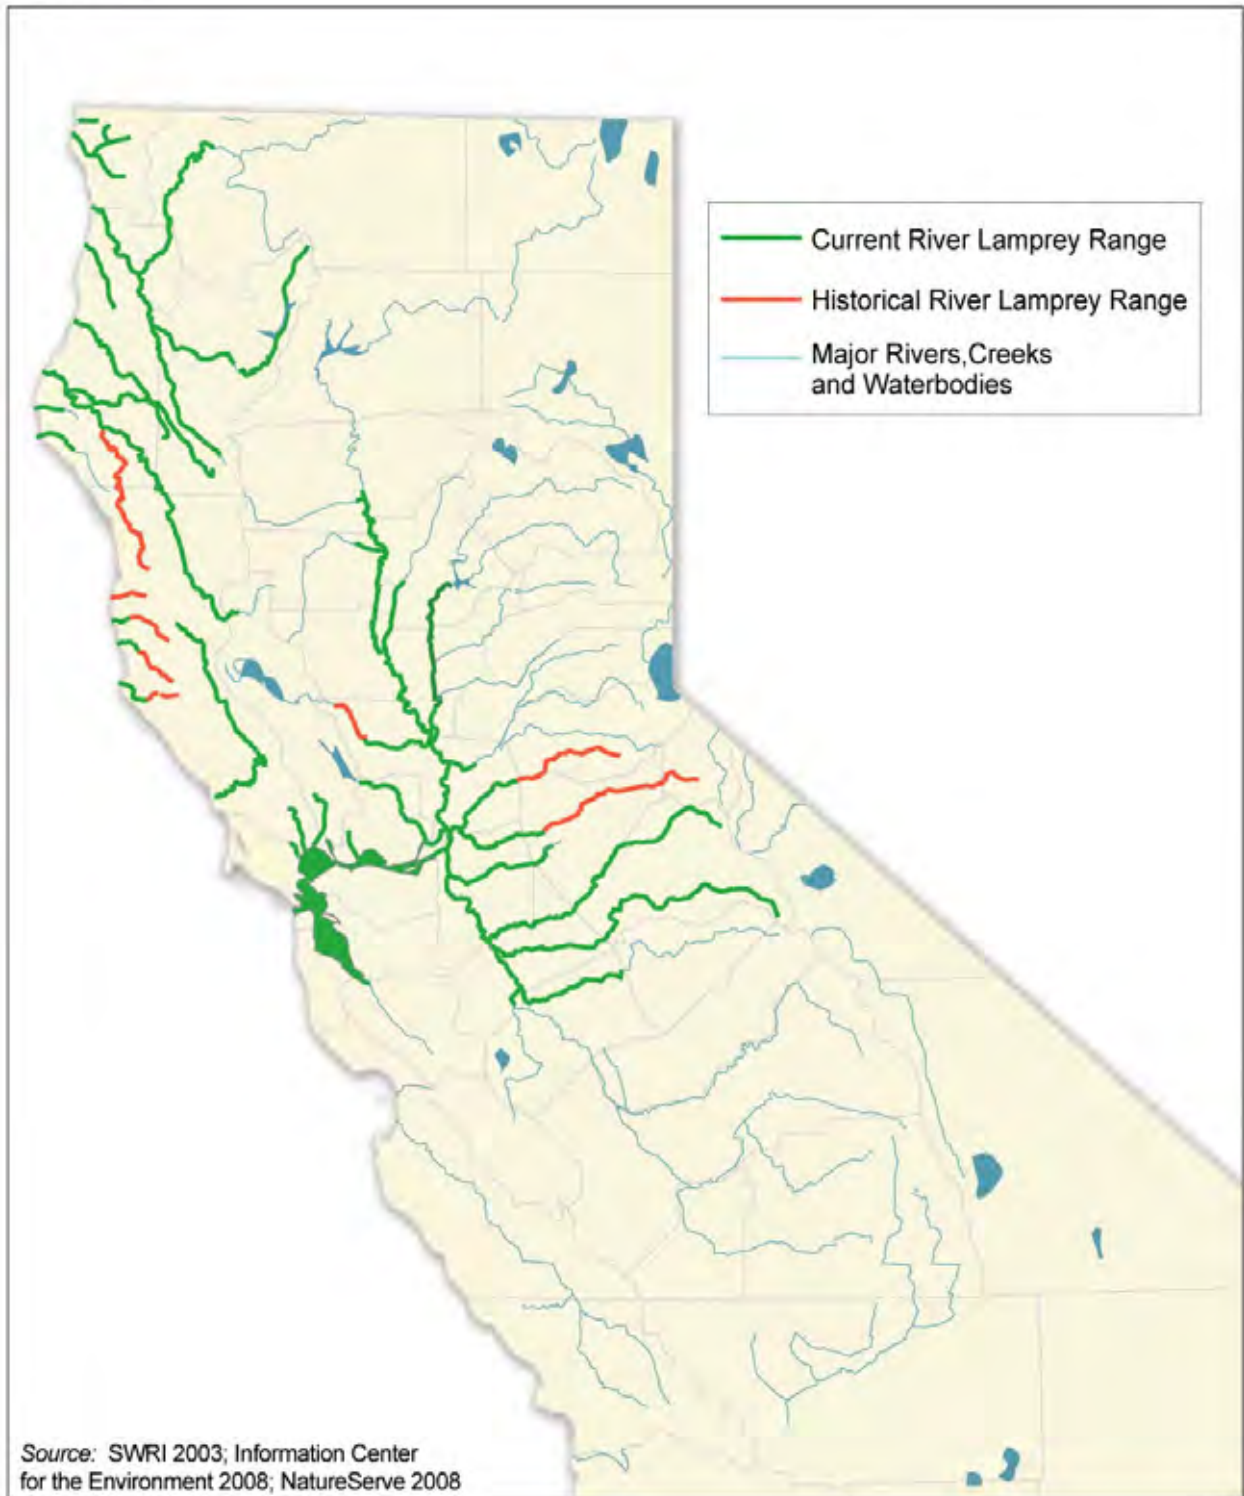 Current River Lamprey Range
Historical River Lamprey Range
Major Rivers,Creeks
and Waterbodies
Source: SWRI 2003; Information Center
for the Environment 2008; NatureServe 2008